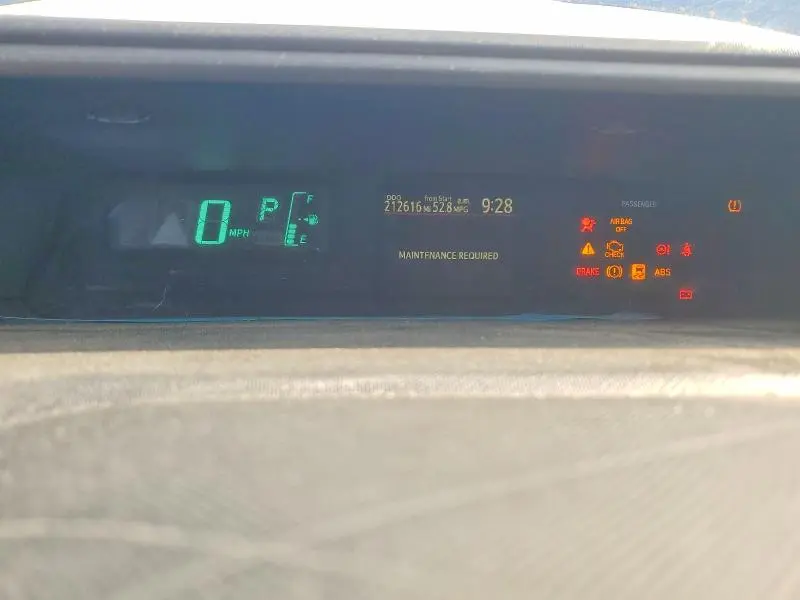 0 MPH
P
F
E
ODO
212616 MI
from Start
52.8 MPG
9:28
MAINTENANCE REQUIRED
PASSENGER
AIRBAG
OFF
CHECK
BRAKE
ABS